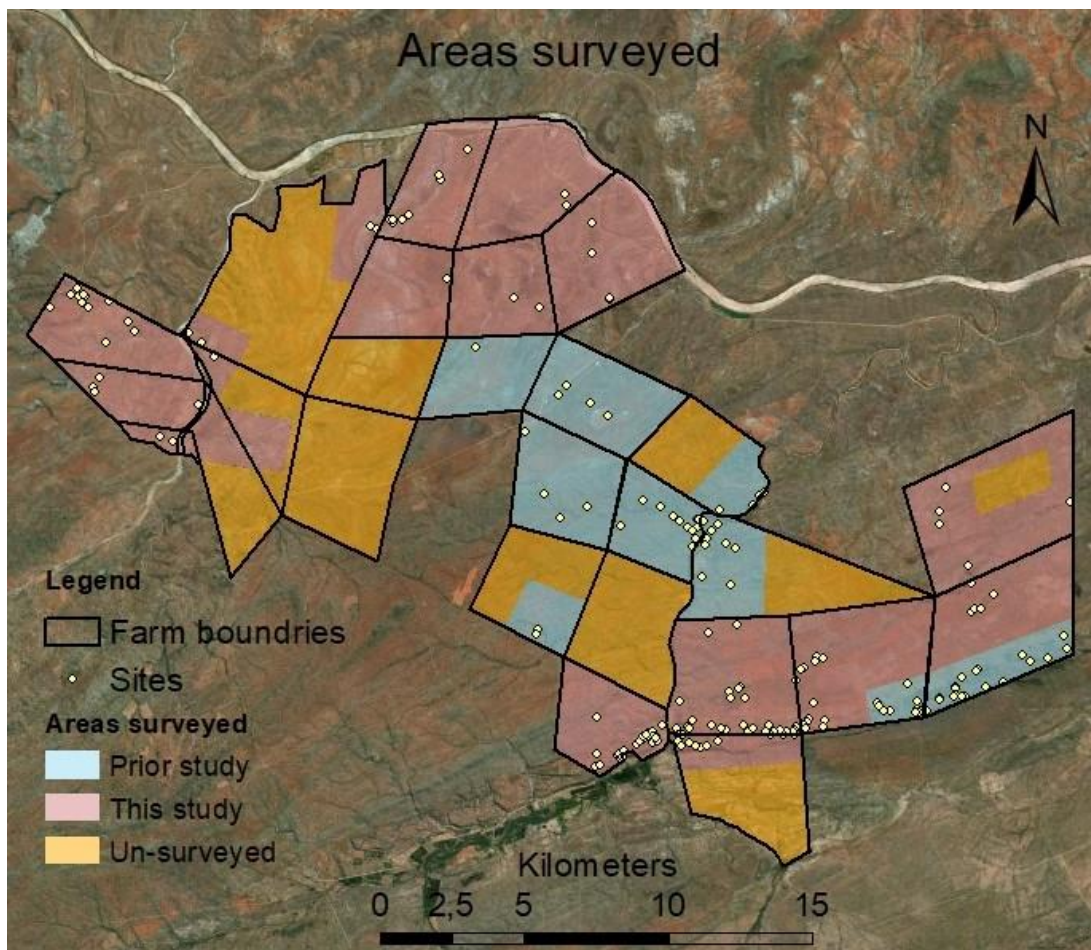 Areas surveyed
N
Legend
Farm boundries
Sites
Areas surveyed
Prior study
This study
Un-surveyed
Kilometers
0 2,5 5 10 15